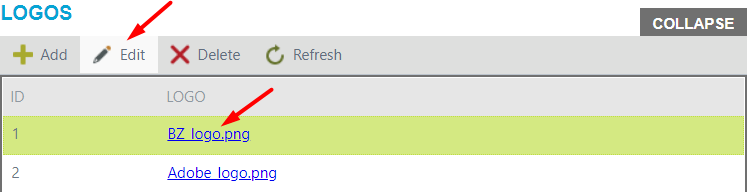 LOGOS
COLLAPSE
Add Edit Delete Refresh
ID LOGO
1 BZ_logo.png
2 Adobe_logo.png